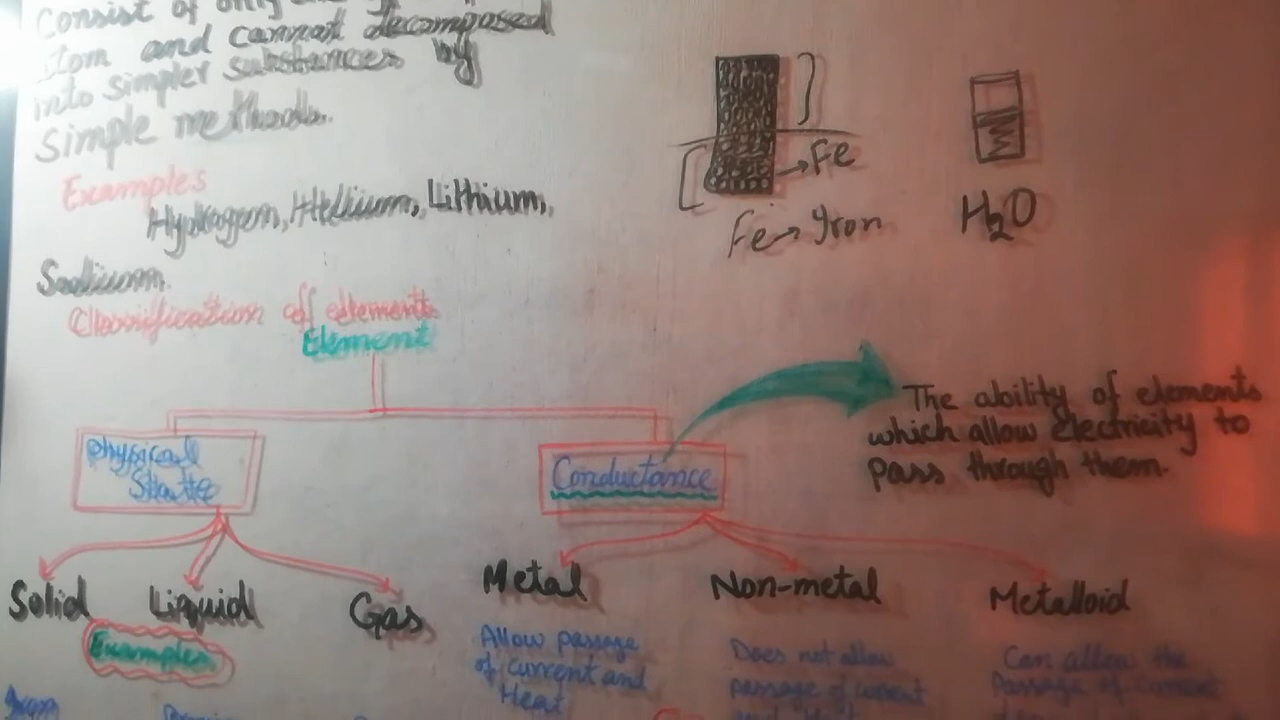 Consist of only
atom and cannot decomposed
into simpler substances by
simple methods.
Examples
Hydrogen, Hellium, Lithium,
Sodium.
Classification of elements
Element
Fe
Fe → Iron
H2O
Physical
State
Conductance
The ability of elements
which allow electricity to
pass through them.
Solid Liquid Gas
Examples
Metal Non-metal Metalloid
Allow passage
of current and
Heat
Does not allow
passage of current
Can allow the
Passage of current
Iron